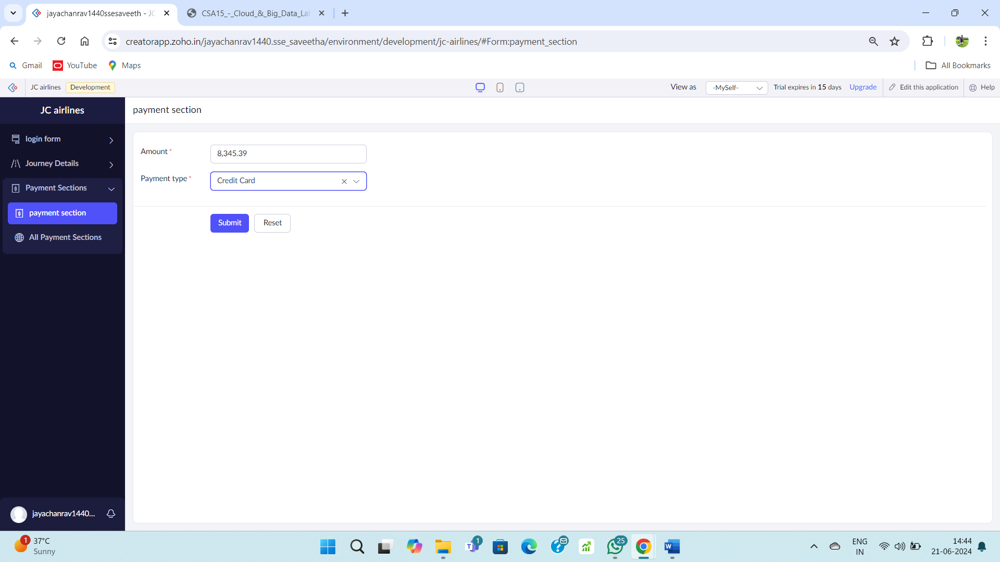 jayachanrav1440ssesaveeth - JC
CSA15_-_Cloud_&_Big_Data_Lab
creatorapp.zoho.in/jayachanrav1440.sse_saveetha/environment/development/jc-airlines/#Form:payment_section
Gmail
YouTube
Maps
All Bookmarks
JC airlines
Development
View as
-MySelf-
Trial expires in 15 days
Upgrade
Edit this application
Help
JC airlines
payment section
login form
Journey Details
Payment Sections
payment section
All Payment Sections
Amount *
8,345.39
Payment type *
Credit Card
Submit
Reset
jayachanrav1440...
1
37°C
Sunny
1
25
ENG
IN
14:44
21-06-2024